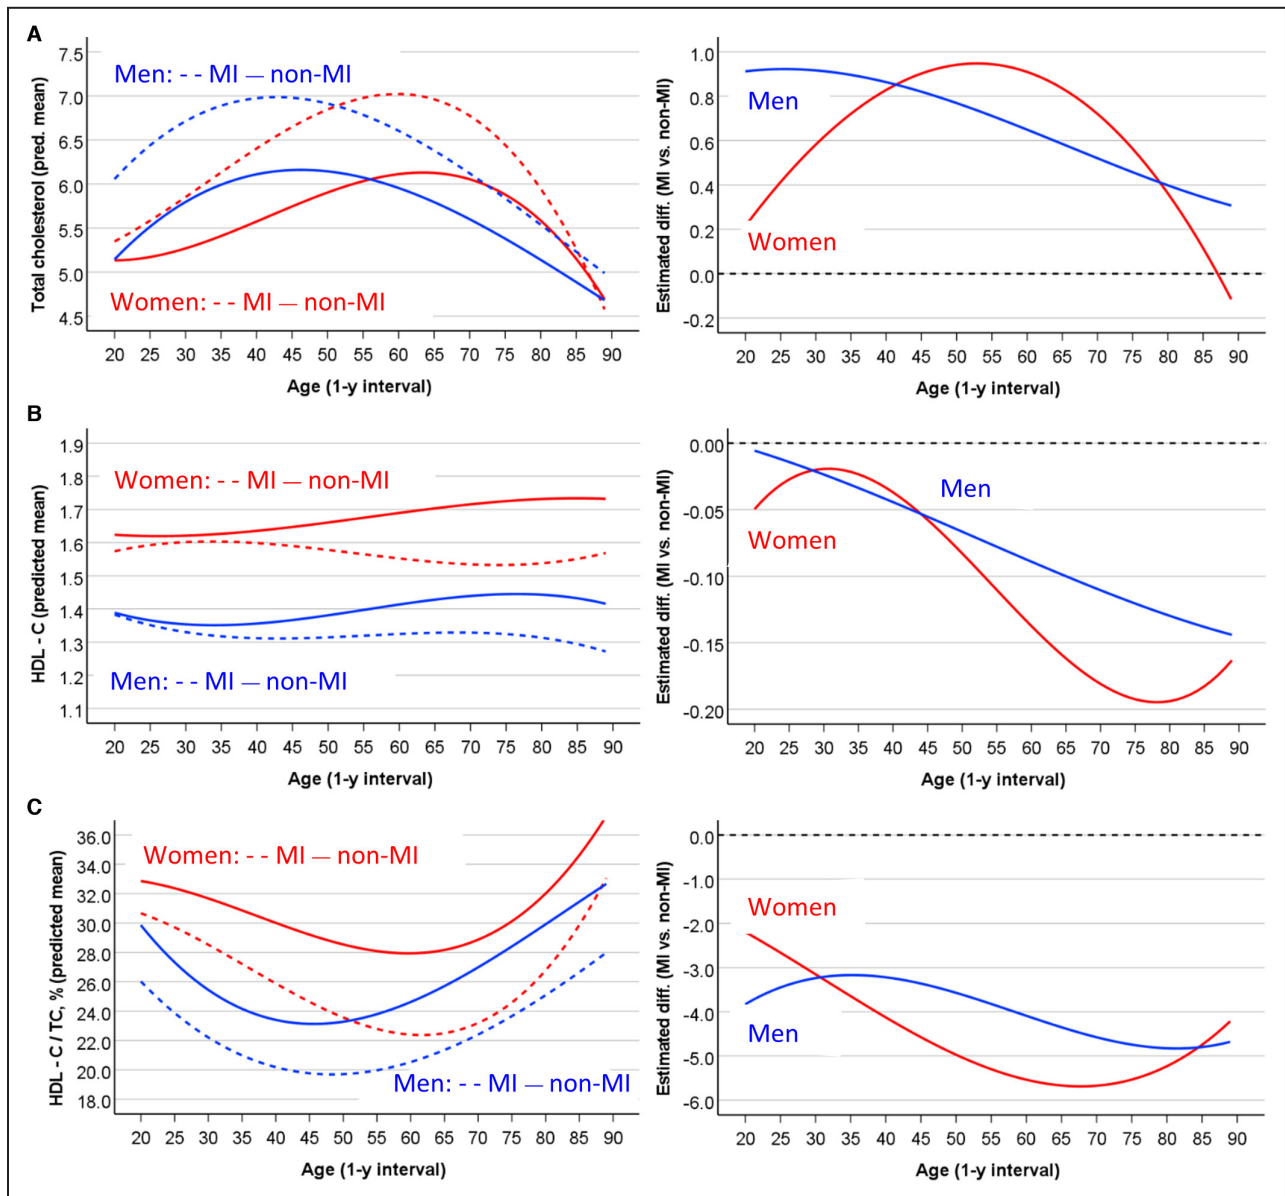 A
Total cholesterol (pred. mean)
7.5
7.0
6.5
6.0
5.5
5.0
4.5
Men: - - MI — non-MI
Women: - - MI — non-MI
20 25 30 35 40 45 50 55 60 65 70 75 80 85 90
Age (1-y interval)
Estimated diff. (MI vs. non-MI)
1.0
0.8
0.6
0.4
0.2
0.0
-0.2
Men
Women
20 25 30 35 40 45 50 55 60 65 70 75 80 85 90
Age (1-y interval)
B
HDL - C (predicted mean)
1.9
1.8
1.7
1.6
1.5
1.4
1.3
1.2
1.1
Women: - - MI — non-MI
Men: - - MI — non-MI
20 25 30 35 40 45 50 55 60 65 70 75 80 85 90
Age (1-y interval)
Estimated diff. (MI vs. non-MI)
0.00
-0.05
-0.10
-0.15
-0.20
Men
Women
20 25 30 35 40 45 50 55 60 65 70 75 80 85 90
Age (1-y interval)
C
HDL - C / TC, % (predicted mean)
36.0
34.0
32.0
30.0
28.0
26.0
24.0
22.0
20.0
18.0
Women: - - MI — non-MI
Men: - - MI — non-MI
20 25 30 35 40 45 50 55 60 65 70 75 80 85 90
Age (1-y interval)
Estimated diff. (MI vs. non-MI)
0.0
-1.0
-2.0
-3.0
-4.0
-5.0
-6.0
Women
Men
20 25 30 35 40 45 50 55 60 65 70 75 80 85 90
Age (1-y interval)